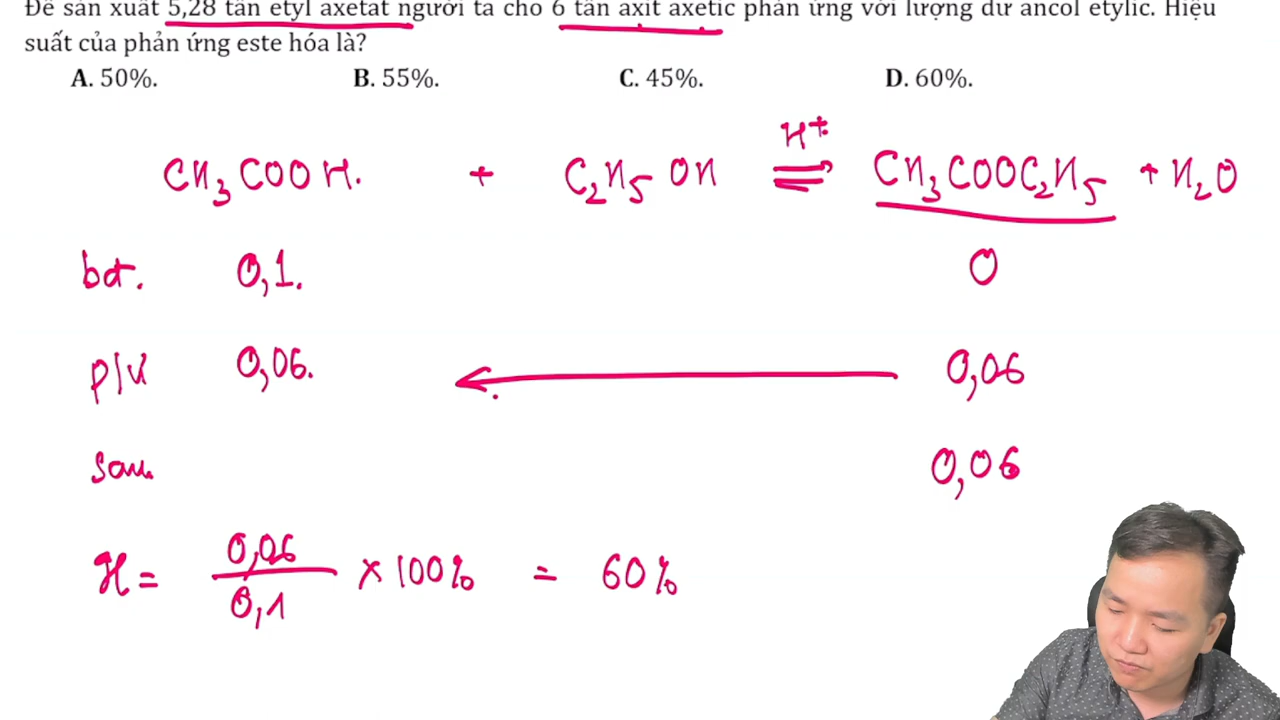 Để sản xuất 5,28 tấn etyl axetat người ta cho 6 tấn axit axetic phản ứng với lượng dư ancol etylic. Hiệu
suất của phản ứng este hóa là?
A. 50%. B. 55%. C. 45%. D. 60%.
CH₃COOH. + C₂H₅OH ⇌ H⁺ CH₃COOC₂H₅ + H₂O
bđ. 0,1. 0
p/ứ 0,06. 0,06
sau 0,06
H = 0,06 / 0,1 × 100% = 60%